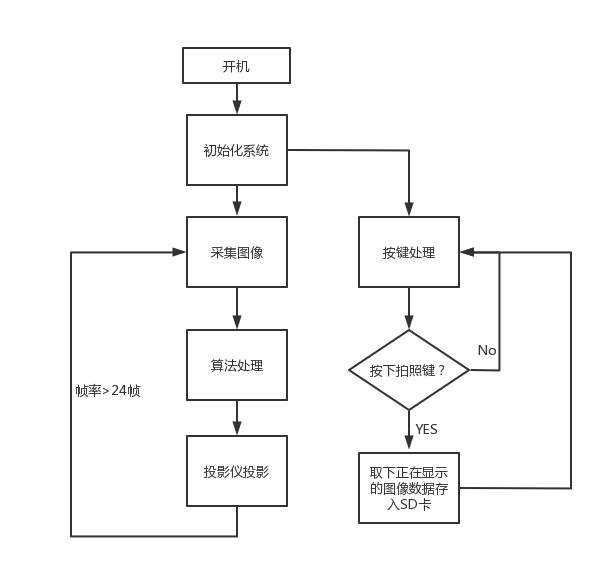 开机
初始化系统
采集图像
按键处理
No
算法处理
按下拍照键？
帧率>24帧
YES
投影仪投影
取下正在显示
的图像数据存
入SD卡